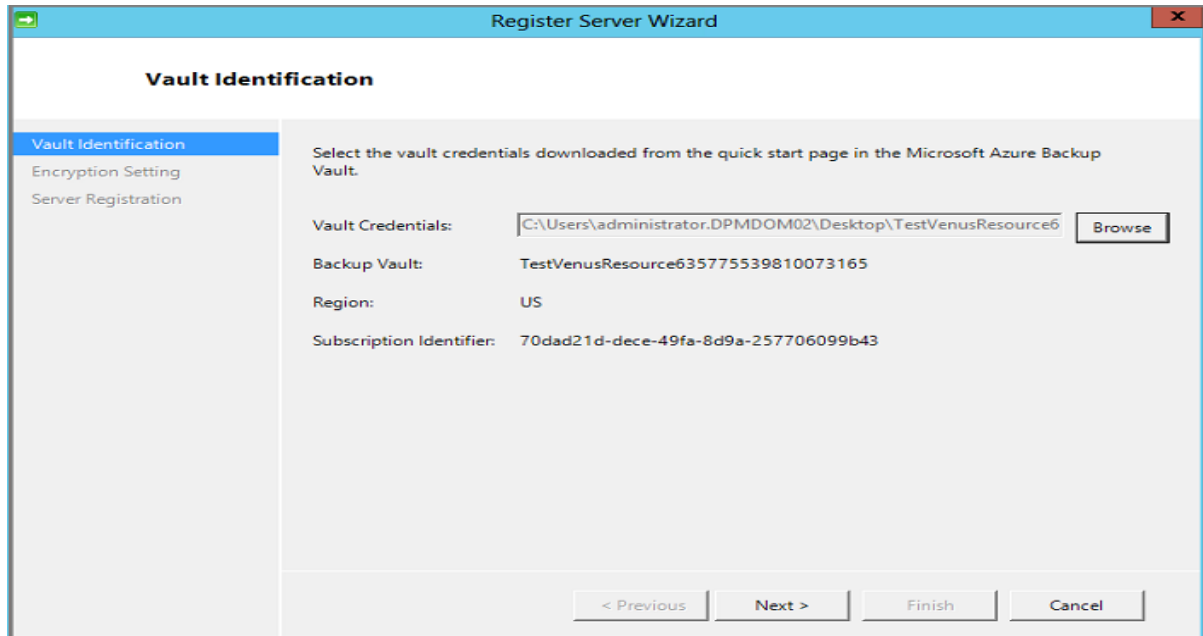 Register Server Wizard
x
Vault Identification
Vault Identification
Encryption Setting
Server Registration
Select the vault credentials downloaded from the quick start page in the Microsoft Azure Backup
Vault.
Vault Credentials: C:\Users\administrator.DPMDOM02\Desktop\TestVenusResource6 Browse
Backup Vault: TestVenusResource635775539810073165
Region: US
Subscription Identifier: 70dad21d-dece-49fa-8d9a-257706099b43
< Previous Next > Finish Cancel